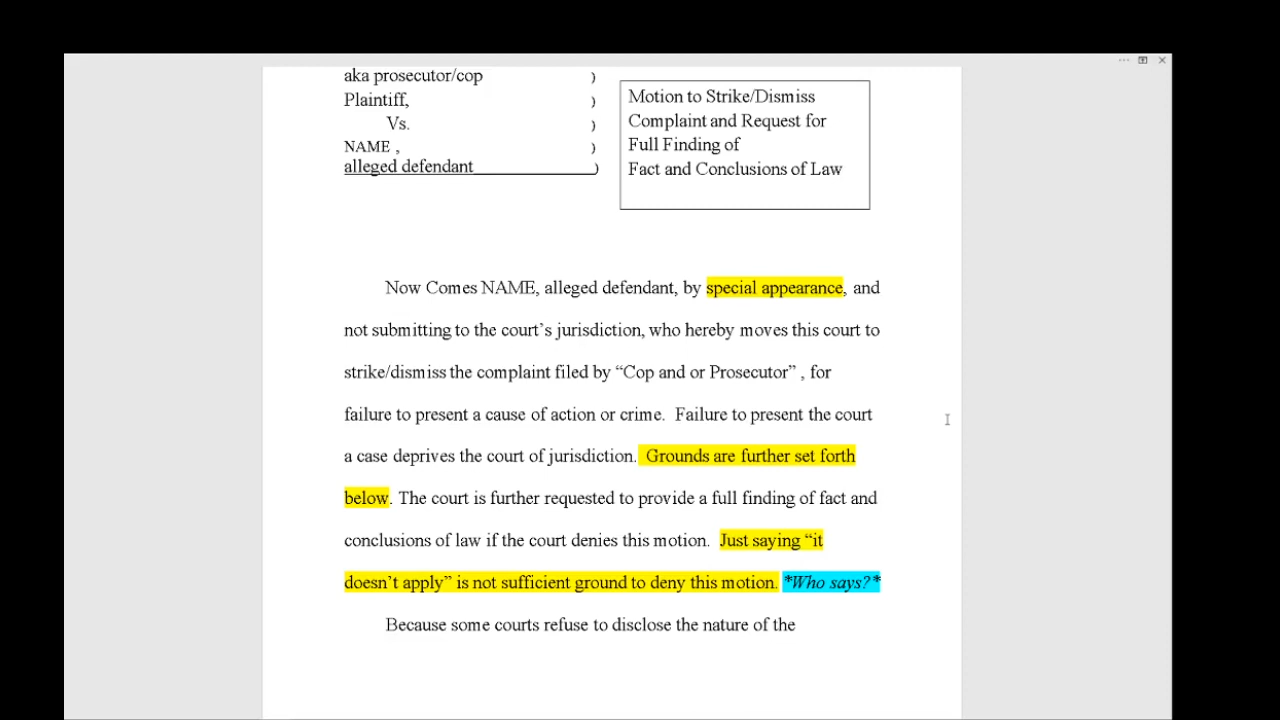 aka prosecutor/cop )
Plaintiff, )
Vs. )
NAME , )
alleged defendant )
Motion to Strike/Dismiss
Complaint and Request for
Full Finding of
Fact and Conclusions of Law
Now Comes NAME, alleged defendant, by special appearance, and
not submitting to the court’s jurisdiction, who hereby moves this court to
strike/dismiss the complaint filed by “Cop and or Prosecutor” , for
failure to present a cause of action or crime.  Failure to present the court
a case deprives the court of jurisdiction.  Grounds are further set forth
below. The court is further requested to provide a full finding of fact and
conclusions of law if the court denies this motion.  Just saying “it
doesn’t apply” is not sufficient ground to deny this motion. *Who says?*
Because some courts refuse to disclose the nature of the